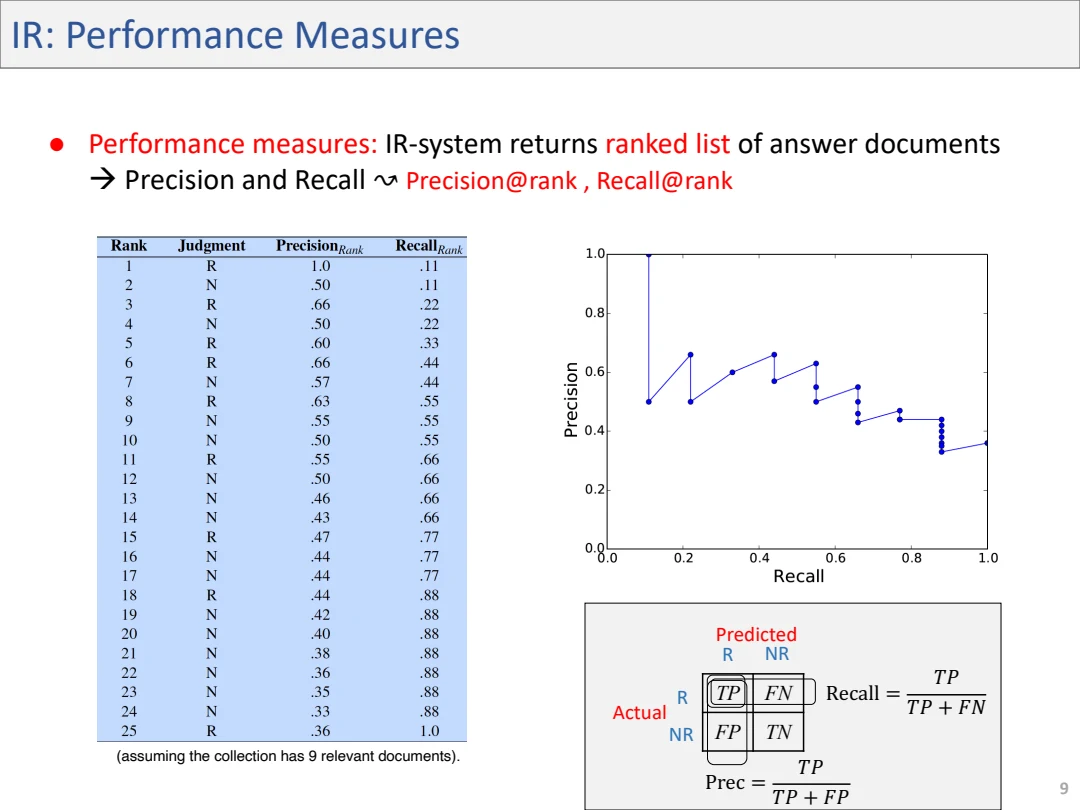 IR: Performance Measures
● Performance measures: IR-system returns ranked list of answer documents
→ Precision and Recall ⤳ Precision@rank , Recall@rank
Rank Judgment Precision_Rank Recall_Rank
1 R 1.0 .11
2 N .50 .11
3 R .66 .22
4 N .50 .22
5 R .60 .33
6 R .66 .44
7 N .57 .44
8 R .63 .55
9 N .55 .55
10 N .50 .55
11 R .55 .66
12 N .50 .66
13 N .46 .66
14 N .43 .66
15 R .47 .77
16 N .44 .77
17 N .44 .77
18 R .44 .88
19 N .42 .88
20 N .40 .88
21 N .38 .88
22 N .36 .88
23 N .35 .88
24 N .33 .88
25 R .36 1.0
(assuming the collection has 9 relevant documents).
1.0
0.8
0.6
0.4
0.2
0.0
Precision
0.0 0.2 0.4 0.6 0.8 1.0
Recall
Predicted
R NR
Actual
R TP FN
NR FP TN
Recall = TP / TP + FN
Prec = TP / TP + FP
9